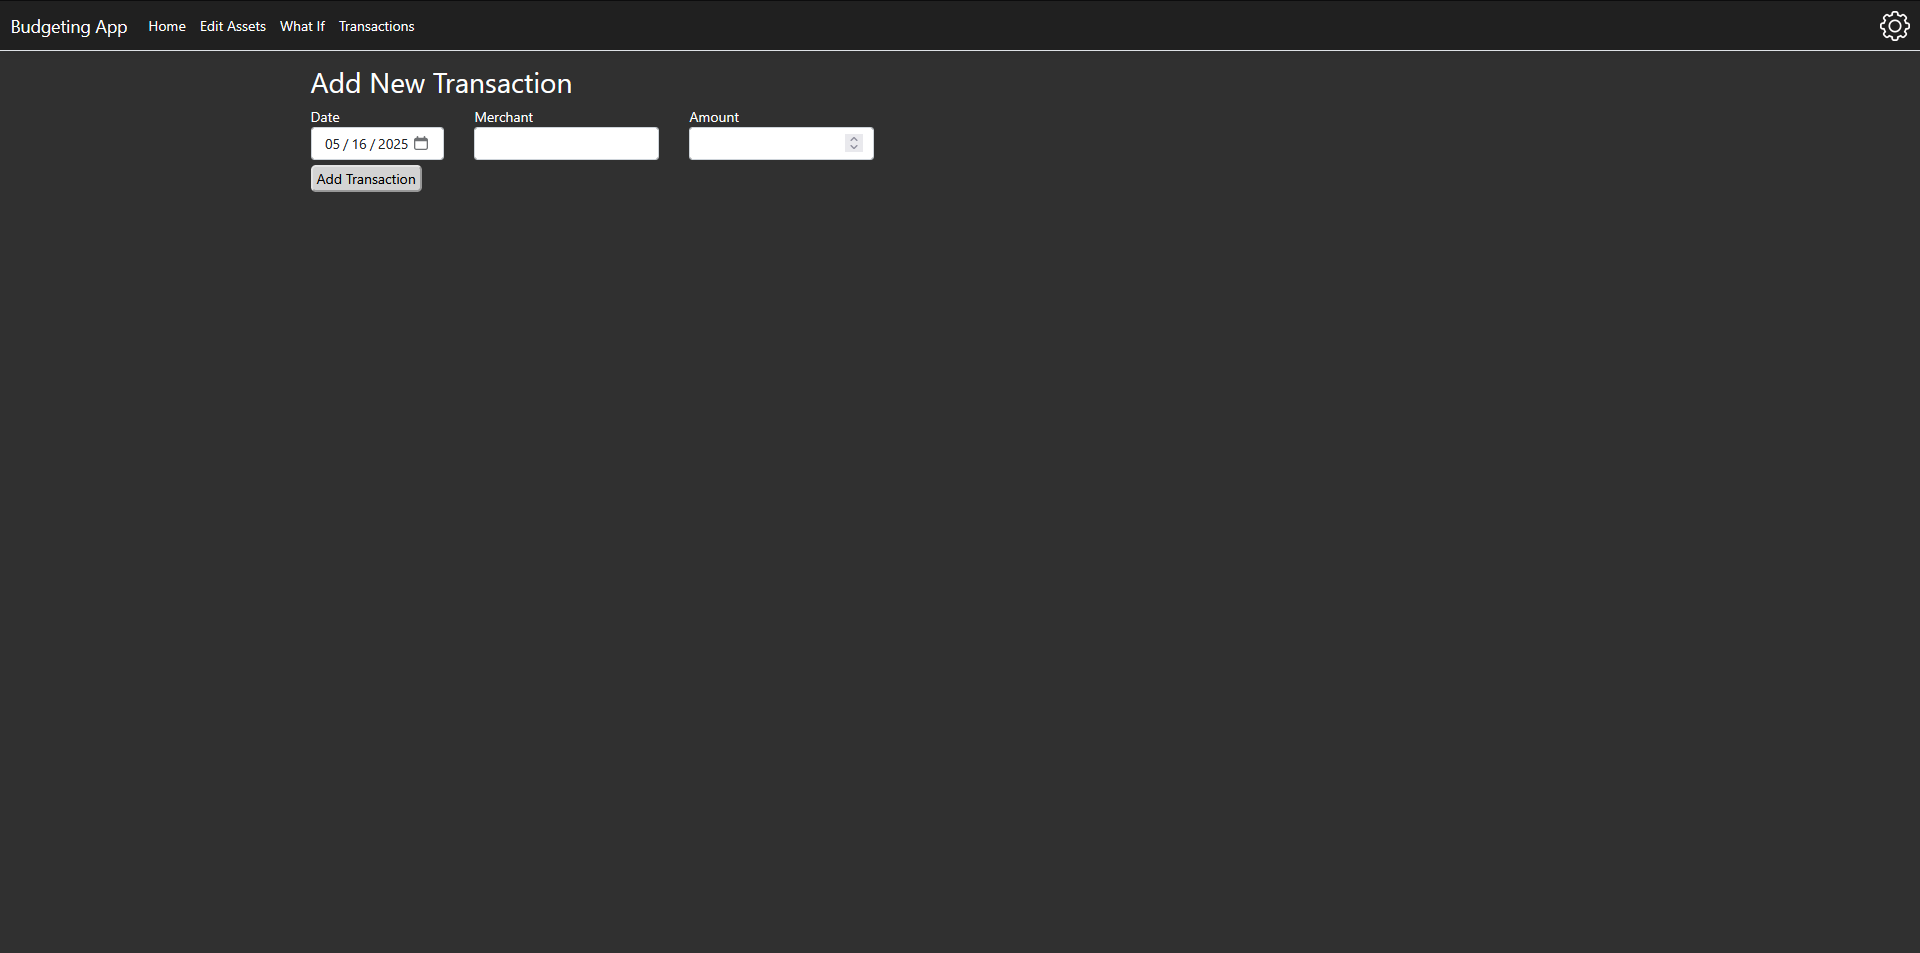 Budgeting App Home Edit Assets What If Transactions
Add New Transaction
Date Merchant Amount
05 / 16 / 2025
Add Transaction